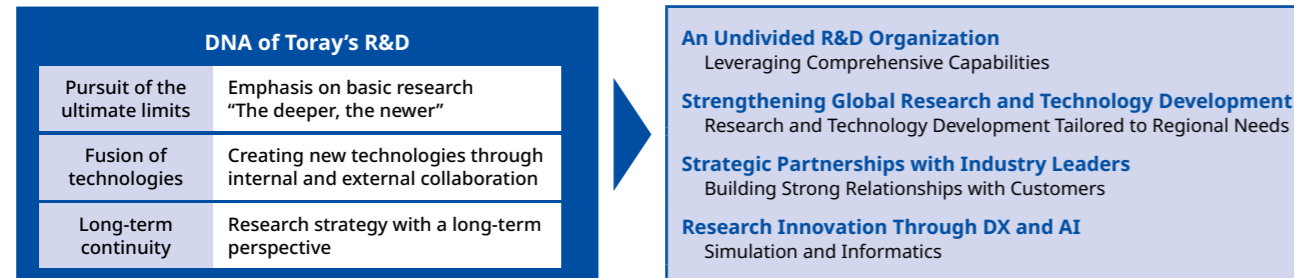 DNA of Toray's R&D
Pursuit of the
ultimate limits
Emphasis on basic research
“The deeper, the newer”
Fusion of
technologies
Creating new technologies through
internal and external collaboration
Long-term
continuity
Research strategy with a long-term
perspective
An Undivided R&D Organization
Leveraging Comprehensive Capabilities
Strengthening Global Research and Technology Development
Research and Technology Development Tailored to Regional Needs
Strategic Partnerships with Industry Leaders
Building Strong Relationships with Customers
Research Innovation Through DX and AI
Simulation and Informatics